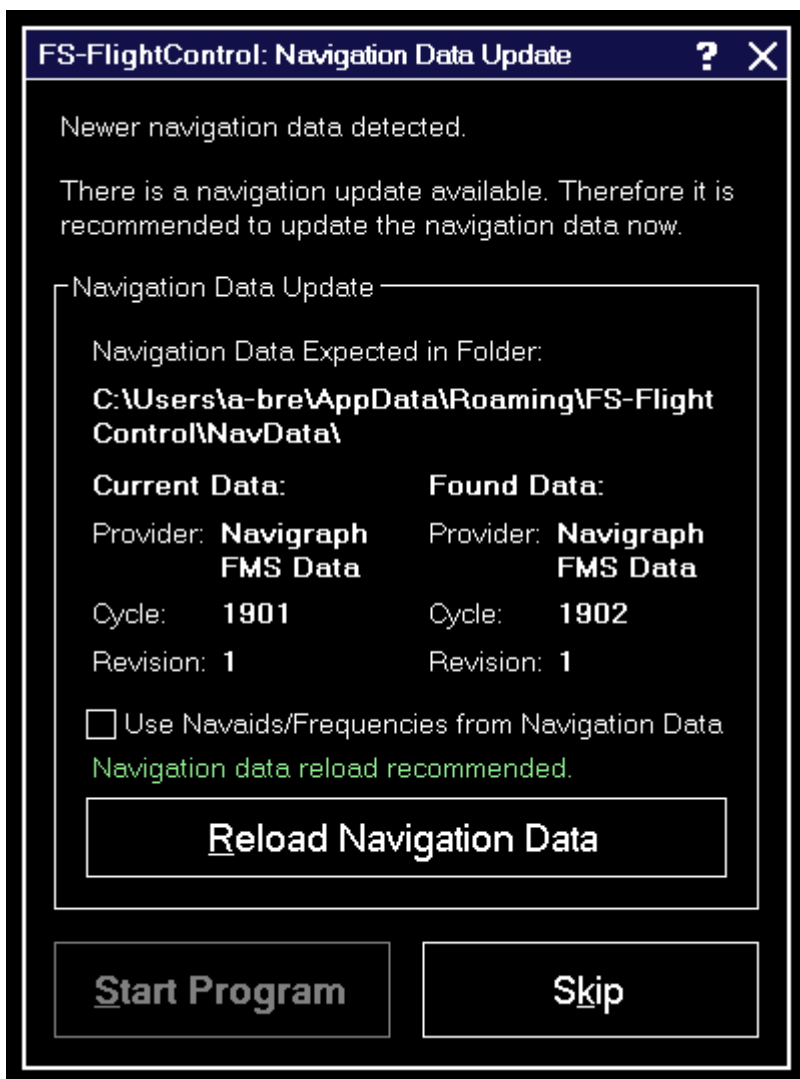 FS-FlightControl: Navigation Data Update ? X
Newer navigation data detected.
There is a navigation update available. Therefore it is
recommended to update the navigation data now.
Navigation Data Update
Navigation Data Expected in Folder:
C:\Users\a-bre\AppData\Roaming\FS-Flight
Control\NavData\
Current Data: Found Data:
Provider: Navigraph Provider: Navigraph
FMS Data FMS Data
Cycle: 1901 Cycle: 1902
Revision: 1 Revision: 1
Use Navaids/Frequencies from Navigation Data
Navigation data reload recommended.
Reload Navigation Data
Start Program Skip